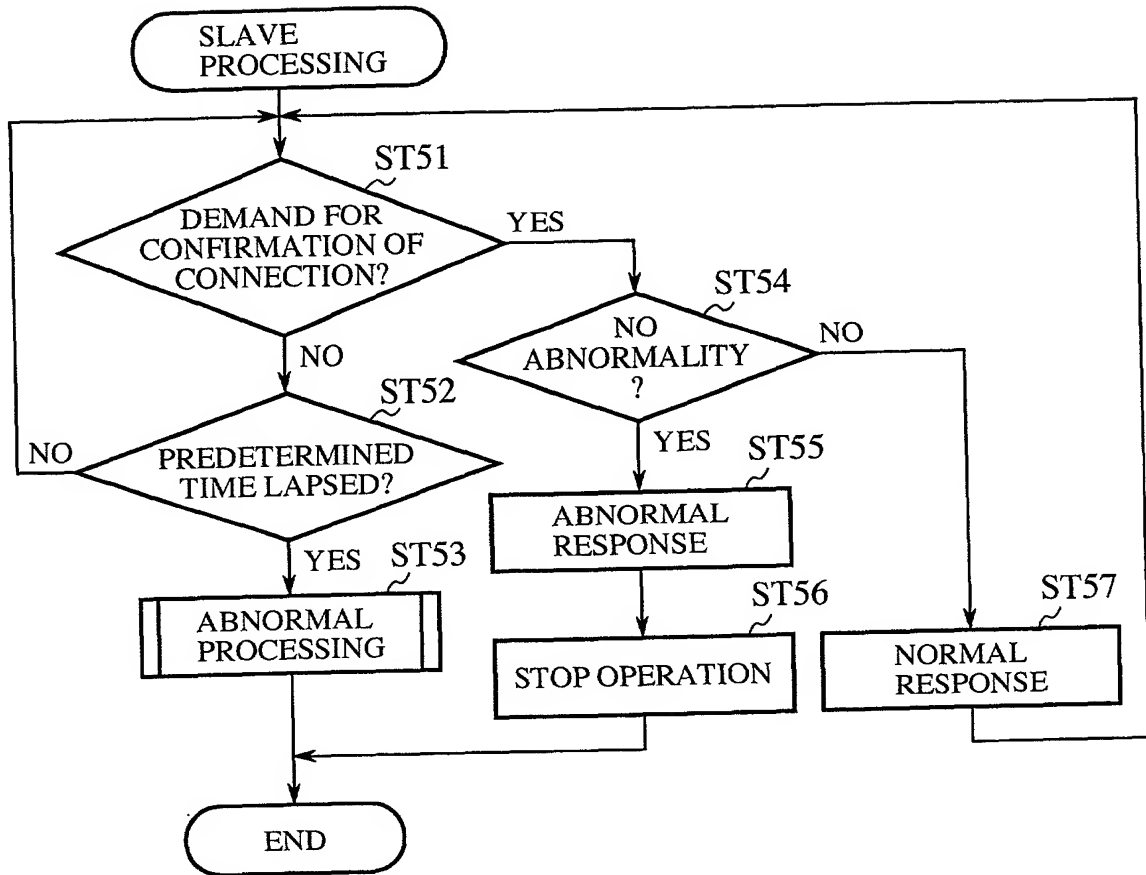 SLAVE
PROCESSING
ST51
DEMAND FOR
CONFIRMATION OF
CONNECTION?
YES
NO
ST54
NO
ABNORMALITY
?
NO
YES
ST52
PREDETERMINED
TIME LAPSED?
NO
YES
ST53
ABNORMAL
PROCESSING
ST55
ABNORMAL
RESPONSE
ST56
STOP OPERATION
ST57
NORMAL
RESPONSE
END